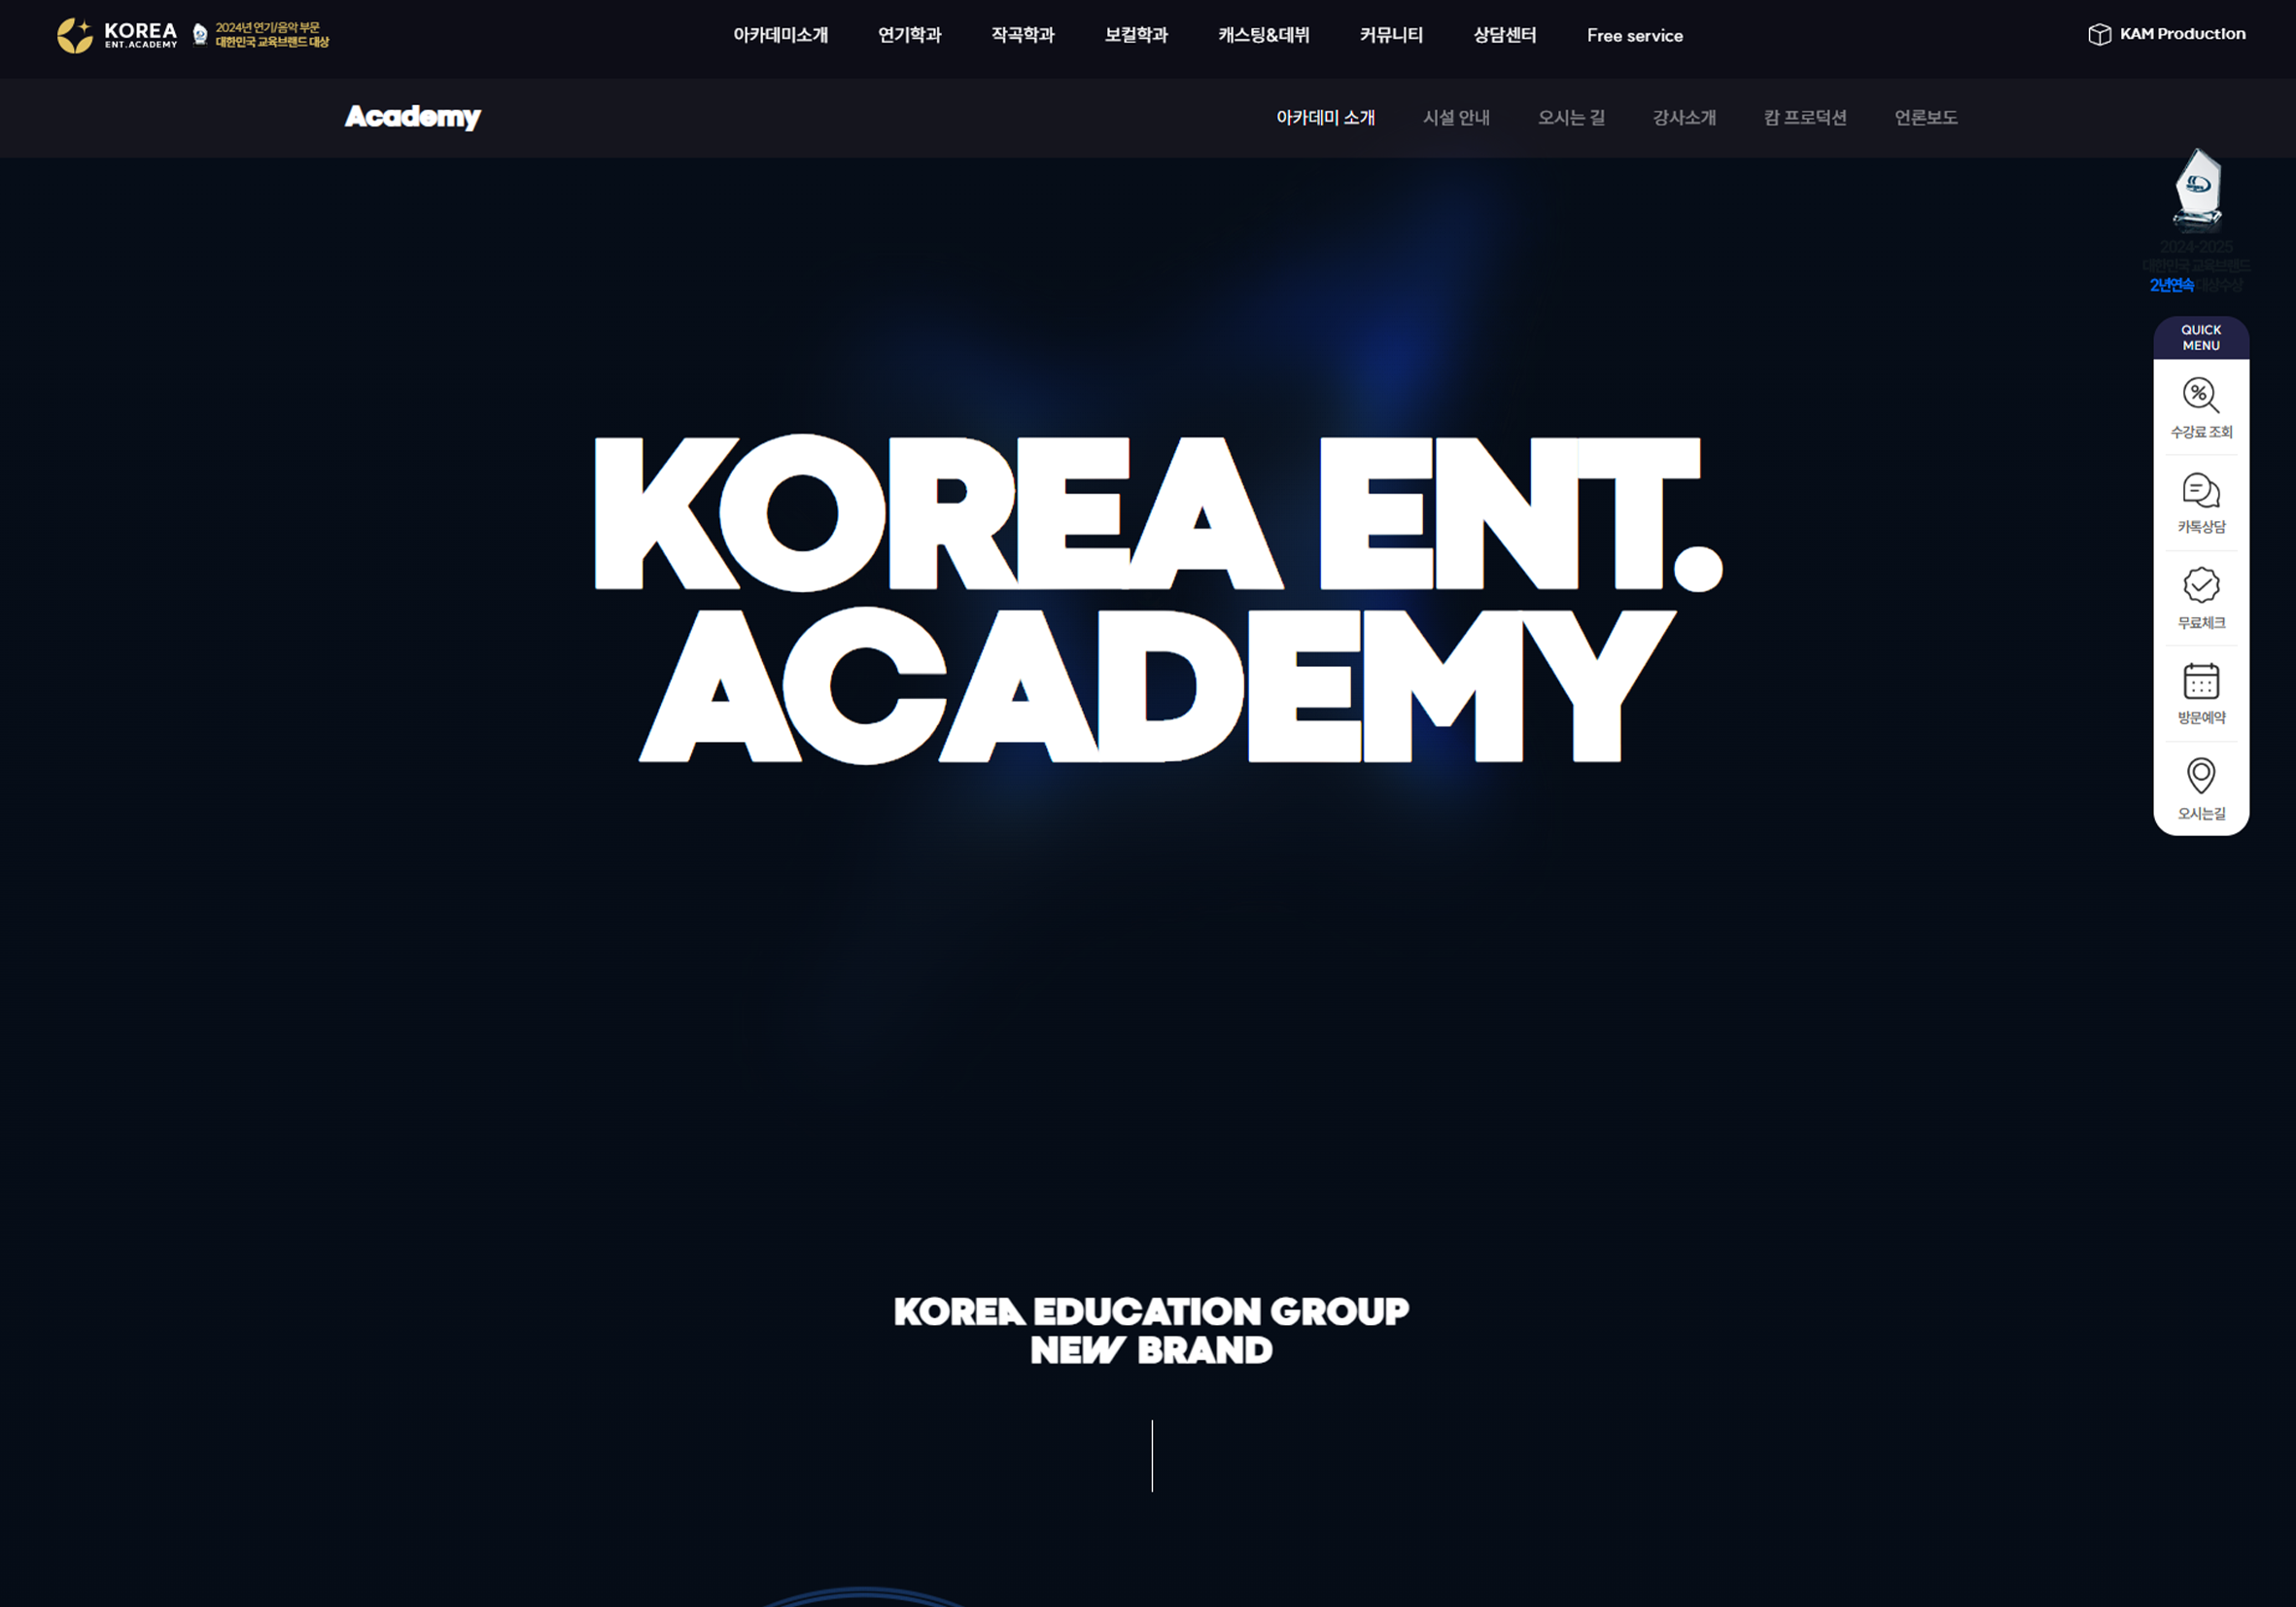 KOREA
ENT.ACADEMY
2024년 연기/음악 부문
대한민국 교육브랜드 대상
아카데미소개
연기학과
작곡학과
보컬학과
캐스팅&데뷔
커뮤니티
상담센터
Free service
KAM Production
Academy
아카데미 소개
시설 안내
오시는 길
강사소개
캄 프로덕션
언론보도
2024-2025
대한민국 교육브랜드
2년연속 대상수상
QUICK
MENU
수강료 조회
카톡상담
무료체크
방문예약
오시는길
KOREA ENT.
ACADEMY
KOREA EDUCATION GROUP
NEW BRAND